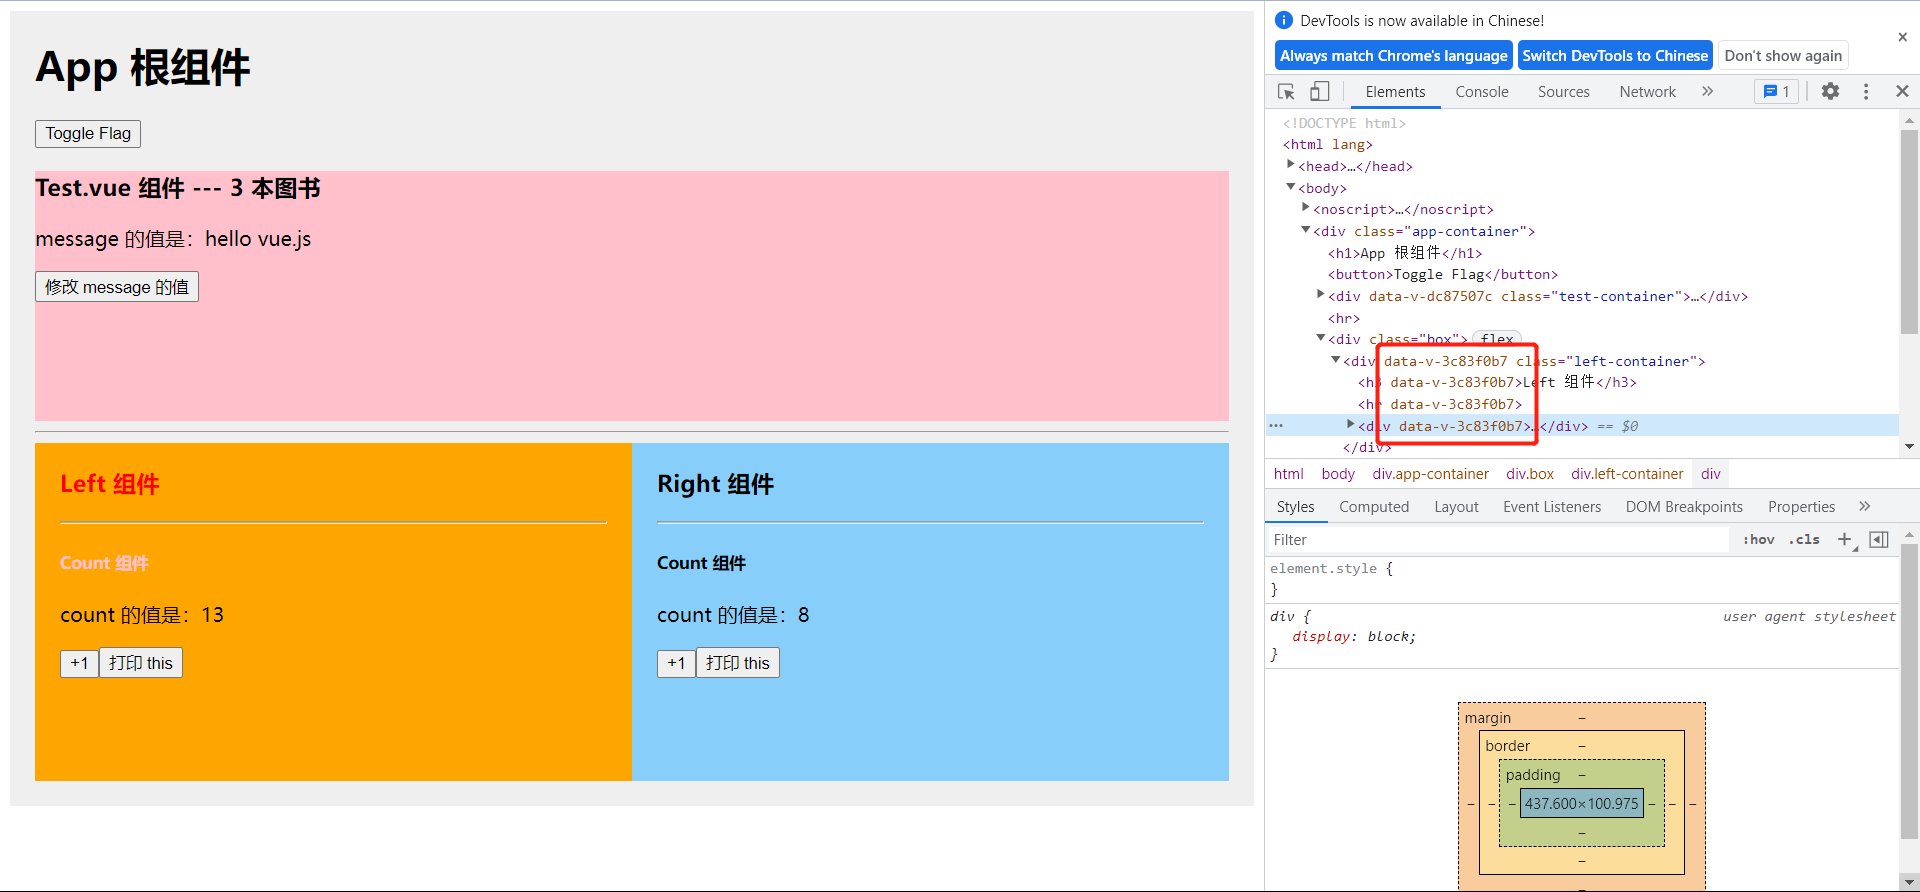 App 根组件
Toggle Flag
Test.vue 组件 --- 3 本图书
message 的值是：hello vue.js
修改 message 的值
Left 组件
Count 组件
count 的值是：13
+1 打印 this
Right 组件
Count 组件
count 的值是：8
+1 打印 this
DevTools is now available in Chinese!
Always match Chrome's language Switch DevTools to Chinese Don't show again
Elements Console Sources Network » 1
<!DOCTYPE html>
<html lang>
<head>…</head>
<body>
<noscript>…</noscript>
<div class="app-container">
<h1>App 根组件</h1>
<button>Toggle Flag</button>
<div data-v-dc87507c class="test-container">…</div>
<hr>
<div class="box"> flex
<div data-v-3c83f0b7 class="left-container">
<h3 data-v-3c83f0b7>Left 组件</h3>
<hr data-v-3c83f0b7>
<div data-v-3c83f0b7>…</div> == $0
</div>
html body div.app-container div.box div.left-container div
Styles Computed Layout Event Listeners DOM Breakpoints Properties »
Filter :hov .cls +
element.style {
}
div { user agent stylesheet
display: block;
}
margin –
border –
padding –
– – – 437.600×100.975 – – –
–
–
–